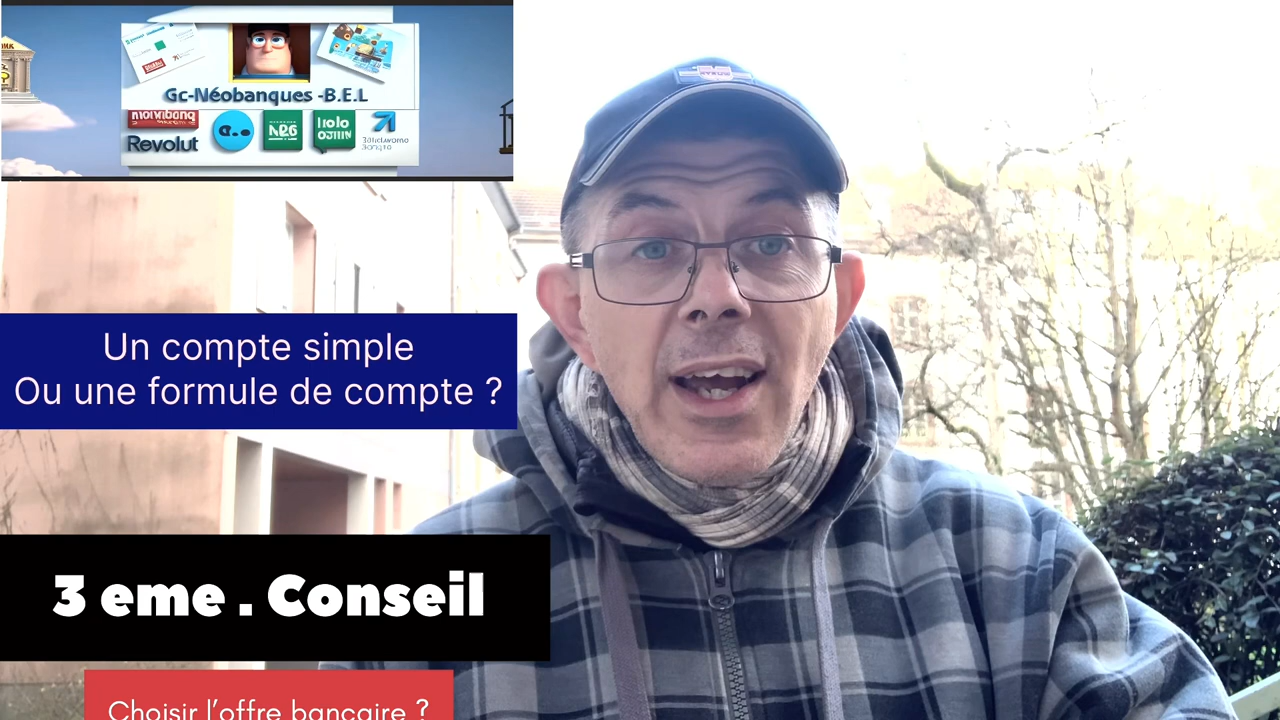 Gc-Néobanques -B.E.L
Revolut
Un compte simple
Ou une formule de compte ?
3 eme . Conseil
Choisir l’offre bancaire ?